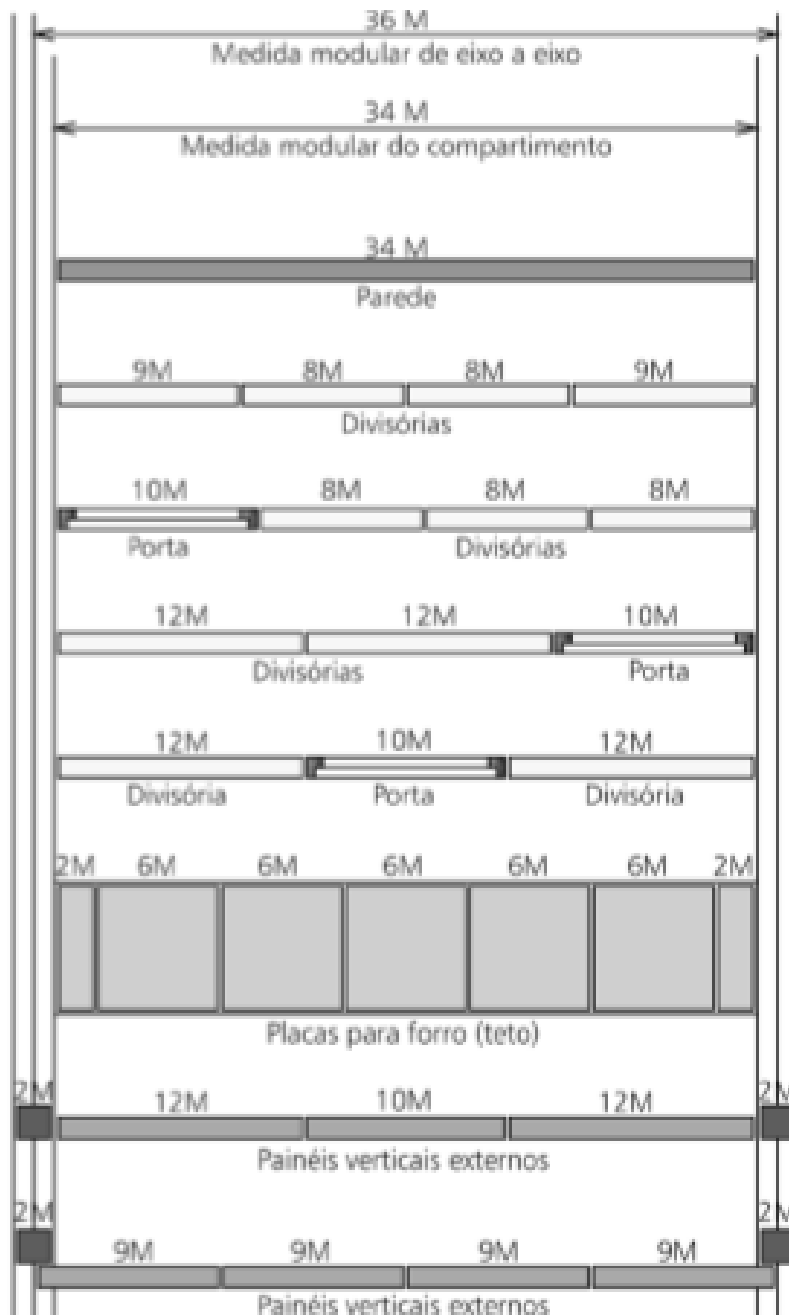 36 M
Medida modular de eixo a eixo
34 M
Medida modular do compartimento
34 M
Parede
9M 8M 8M 9M
Divisórias
10M 8M 8M 8M
Porta Divisórias
12M 12M 10M
Divisórias Porta
12M 10M 12M
Divisória Porta Divisória
2M 6M 6M 6M 6M 6M 2M
Placas para forro (teto)
2M 12M 10M 12M 2M
Painéis verticais externos
2M 2M
9M 9M 9M 9M
Painéis verticais externos